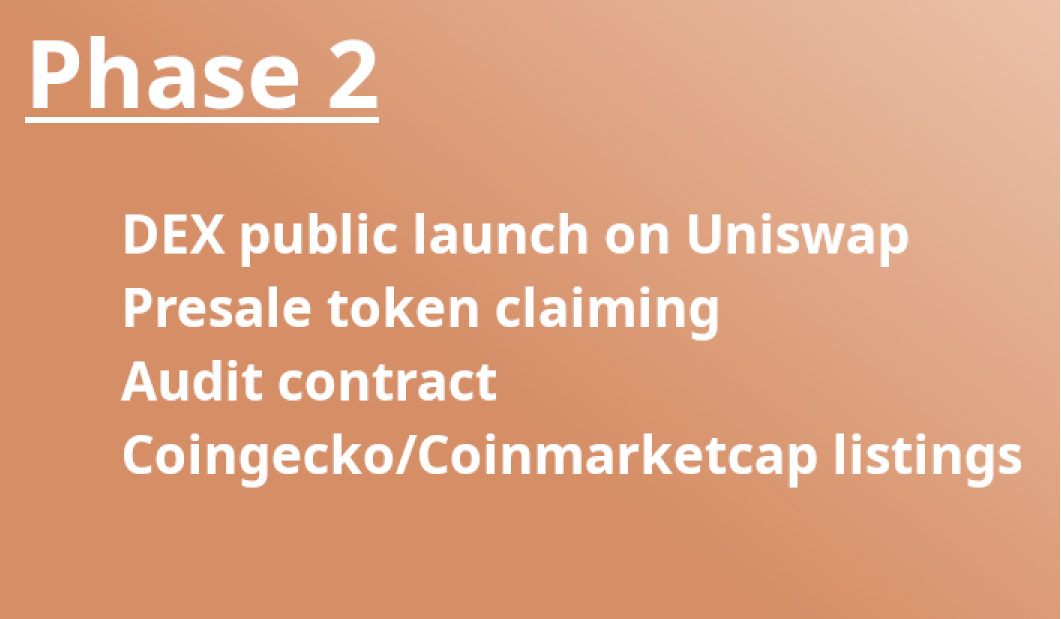 Phase 2
DEX public launch on Uniswap
Presale token claiming
Audit contract
Coingecko/Coinmarketcap listings